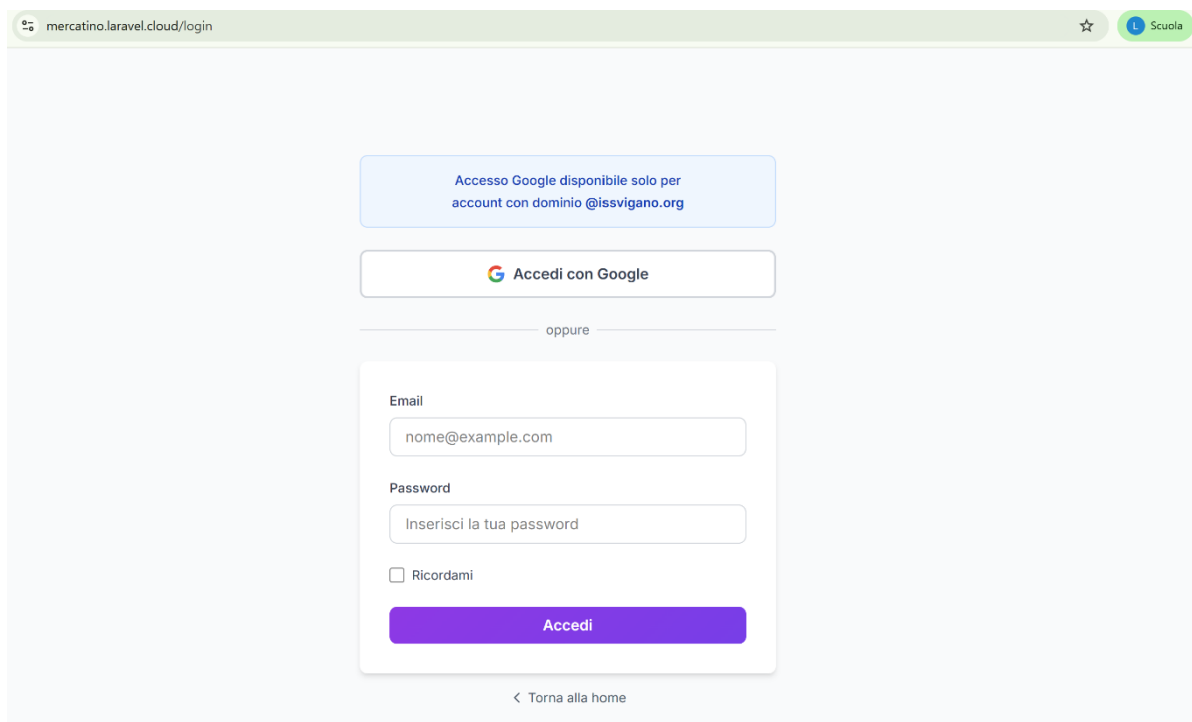 mercatino.laravel.cloud/login
L Scuola
Accesso Google disponibile solo per
account con dominio @issvigano.org
Accedi con Google
oppure
Email
nome@example.com
Password
Inserisci la tua password
Ricordami
Accedi
Torna alla home